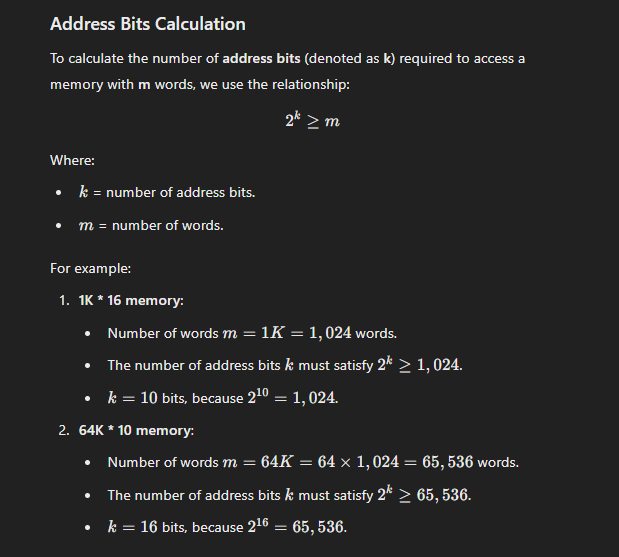 Address Bits Calculation
To calculate the number of address bits (denoted as k) required to access a
memory with m words, we use the relationship:
2^k ≥ m
Where:
• k = number of address bits.
• m = number of words.
For example:
1. 1K * 16 memory:
• Number of words m = 1K = 1,024 words.
• The number of address bits k must satisfy 2^k ≥ 1,024.
• k = 10 bits, because 2^10 = 1,024.
2. 64K * 10 memory:
• Number of words m = 64K = 64 × 1,024 = 65,536 words.
• The number of address bits k must satisfy 2^k ≥ 65,536.
• k = 16 bits, because 2^16 = 65,536.